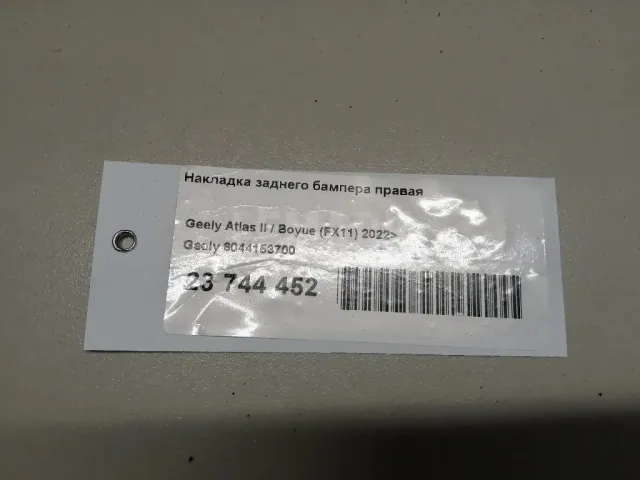 Накладка заднего бампера правая
Geely Atlas II / Boyue (FX11) 2022>
Geely 6044153700
23 744 452